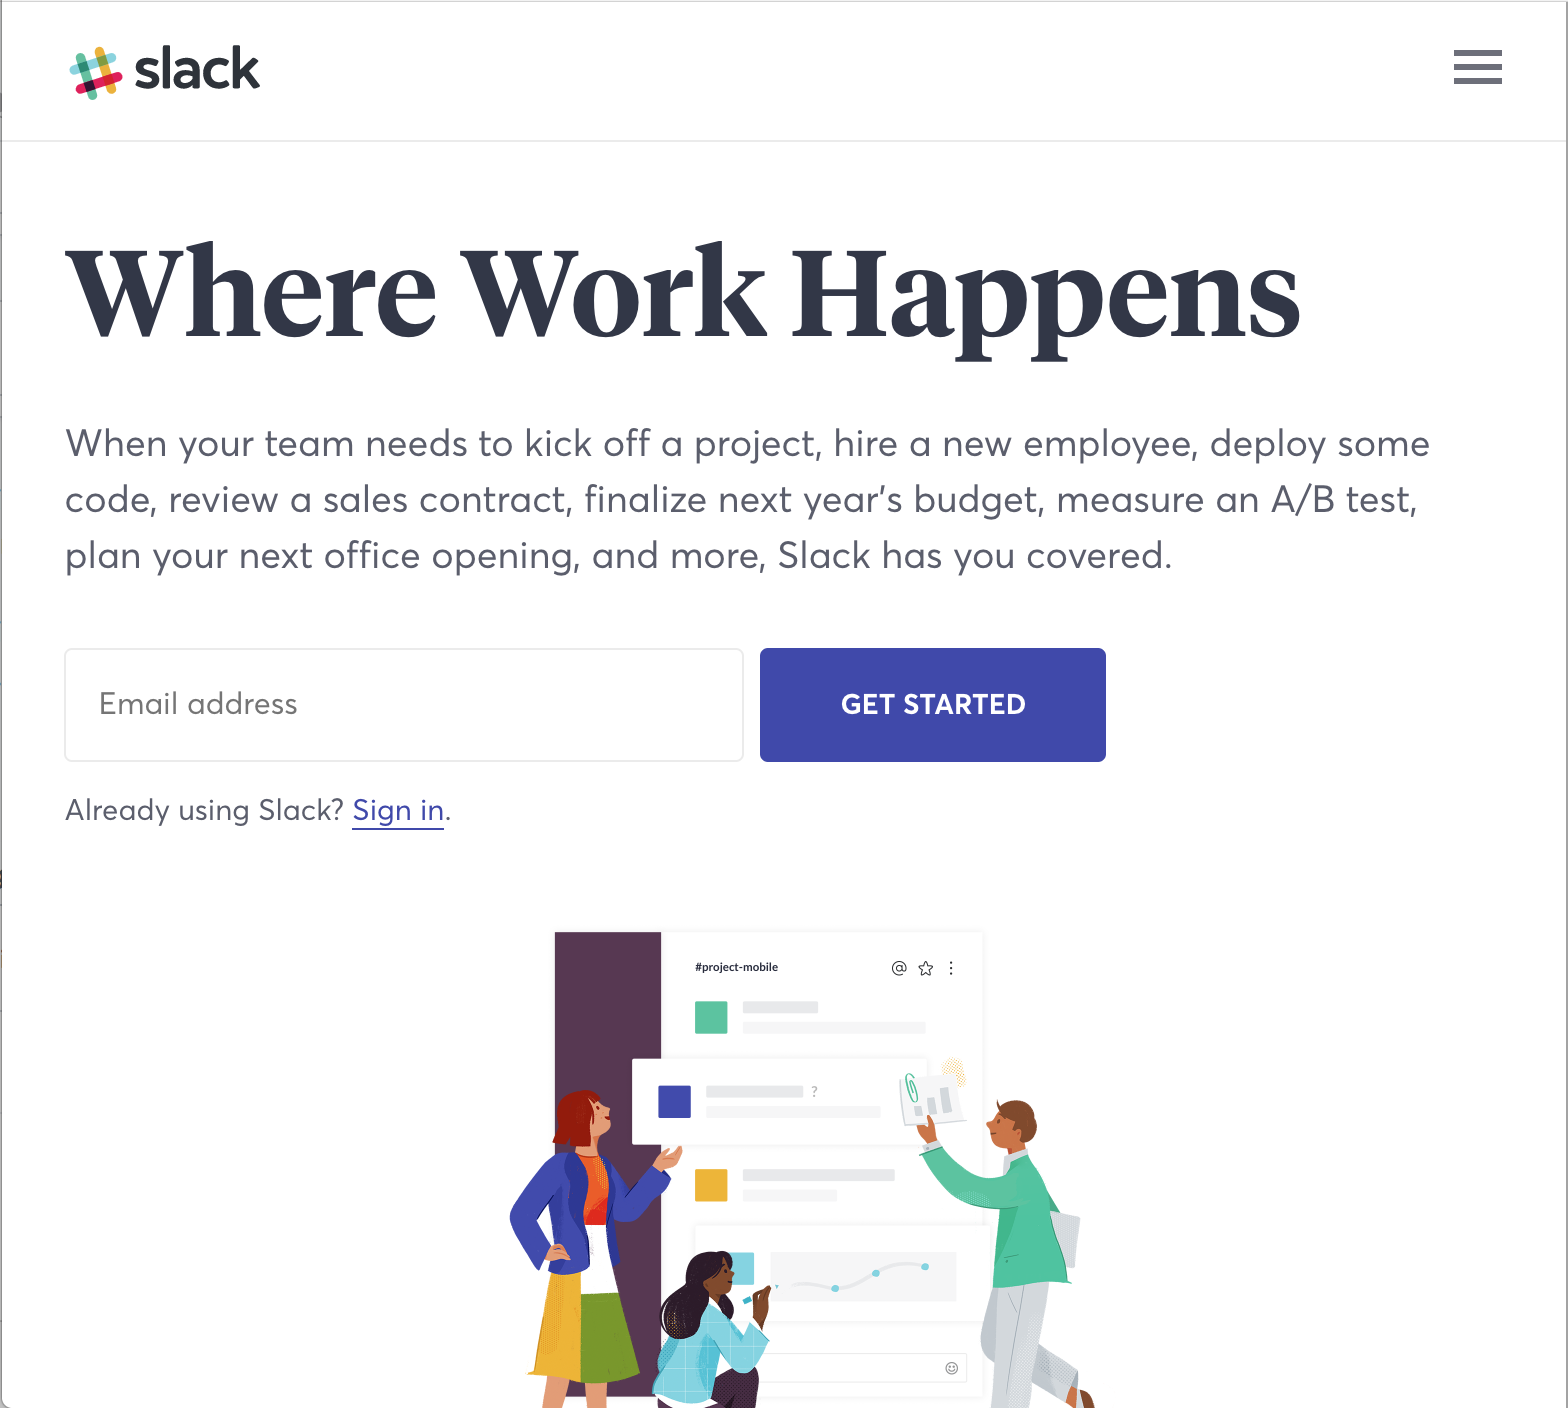 slack
Where Work Happens
When your team needs to kick off a project, hire a new employee, deploy some
code, review a sales contract, finalize next year’s budget, measure an A/B test,
plan your next office opening, and more, Slack has you covered.
Email address
GET STARTED
Already using Slack? Sign in.
#project-mobile
?